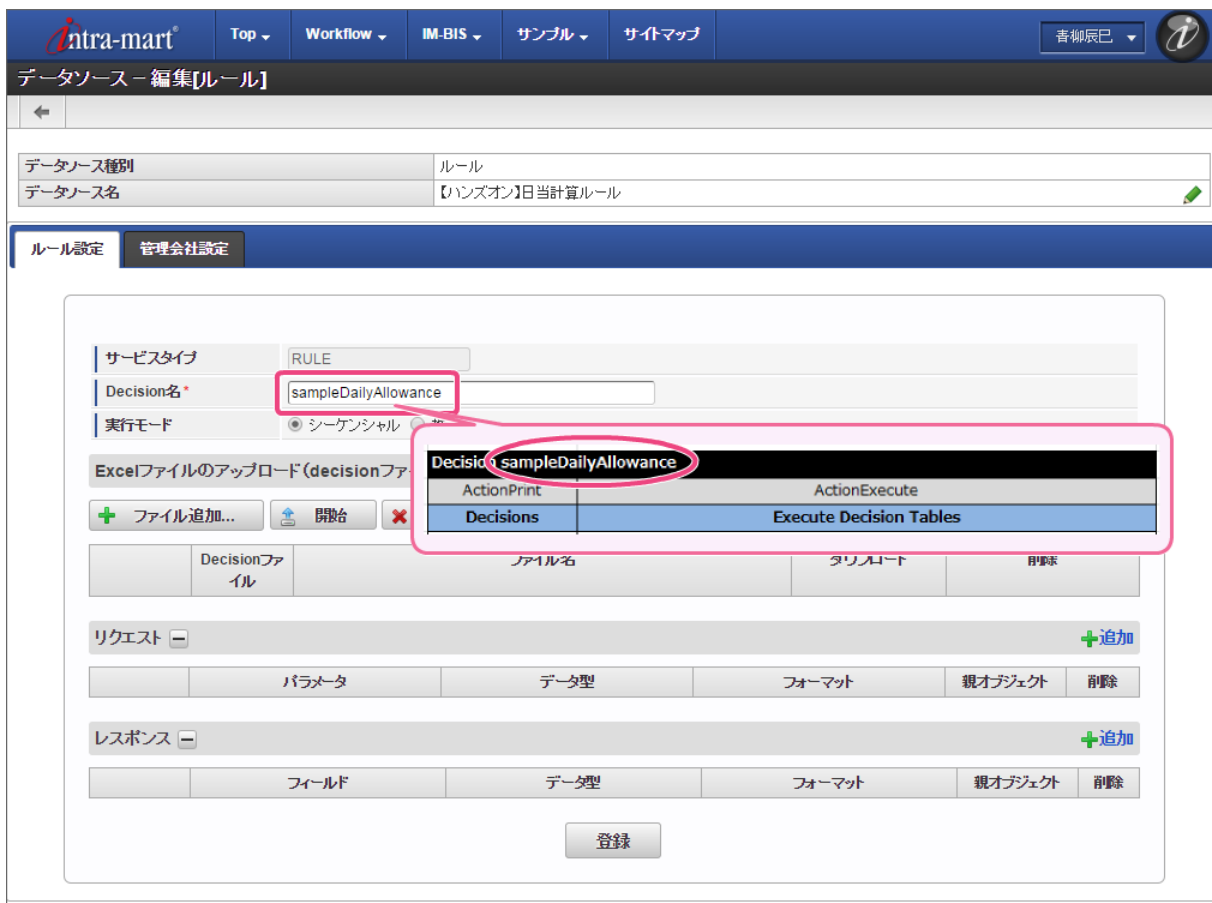 intra-mart® Top Workflow IM-BIS サンプル サイトマップ 青柳辰巳
データソース－編集[ルール]
データソース種別 ルール
データソース名 【ハンズオン】日当計算ルール
ルール設定 管理会社設定
サービスタイプ RULE
Decision名* sampleDailyAllowance
実行モード シーケンシャル
Excelファイルのアップロード（decisionファ
Decision sampleDailyAllowance
ActionPrint ActionExecute
Decisions Execute Decision Tables
ファイル追加... 開始
Decisionファイル ファイル名 ダウンロード 削除
リクエスト 追加
パラメータ データ型 フォーマット 親オブジェクト 削除
レスポンス 追加
フィールド データ型 フォーマット 親オブジェクト 削除
登録